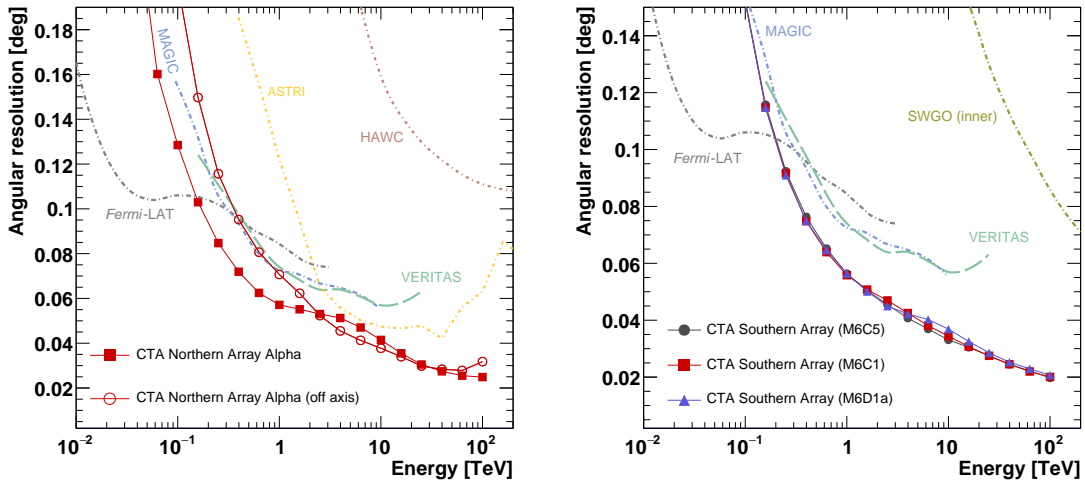 Angular resolution [deg]
0.18
0.16
0.14
0.12
0.1
0.08
0.06
0.04
0.02
MAGIC
ASTRI
HAWC
Fermi-LAT
VERITAS
CTA Northern Array Alpha
CTA Northern Array Alpha (off axis)
10⁻² 10⁻¹ 1 10 10²
Energy [TeV]
Angular resolution [deg]
0.14
0.12
0.1
0.08
0.06
0.04
0.02
MAGIC
SWGO (inner)
Fermi-LAT
VERITAS
CTA Southern Array (M6C5)
CTA Southern Array (M6C1)
CTA Southern Array (M6D1a)
10⁻² 10⁻¹ 1 10 10²
Energy [TeV]